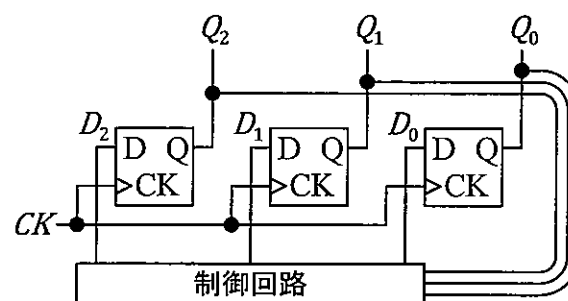 Q2 Q1 Q0
D2 D1 D0
D Q D Q D Q
CK CK CK
CK
制御回路